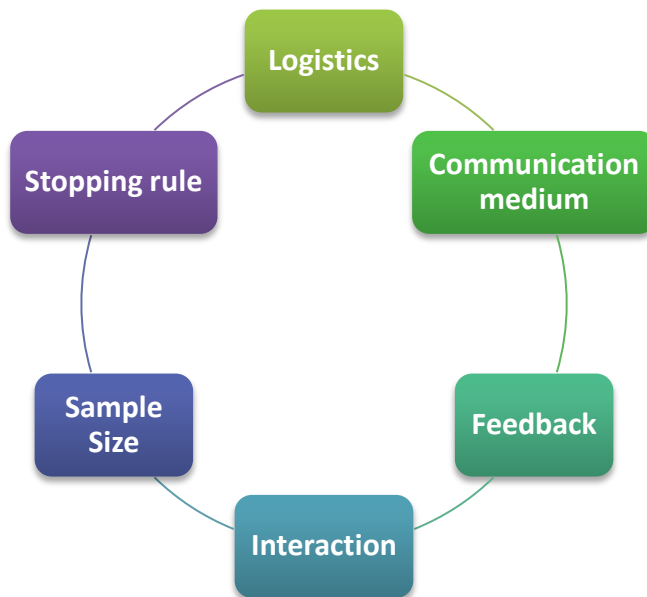 Logistics
Communication
medium
Feedback
Interaction
Sample
Size
Stopping rule